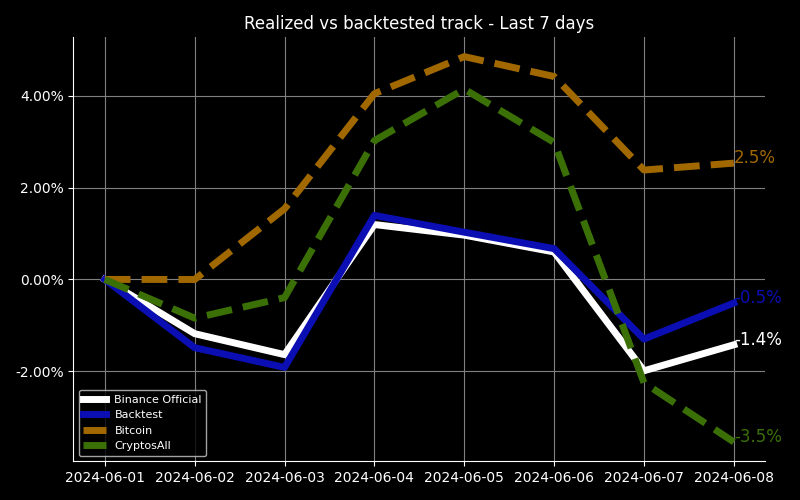 Realized vs backtested track - Last 7 days
4.00%
2.00%
0.00%
-2.00%
2.5%
-0.5%
-1.4%
-3.5%
Binance Official
Backtest
Bitcoin
CryptosAll
2024-06-01 2024-06-02 2024-06-03 2024-06-04 2024-06-05 2024-06-06 2024-06-07 2024-06-08